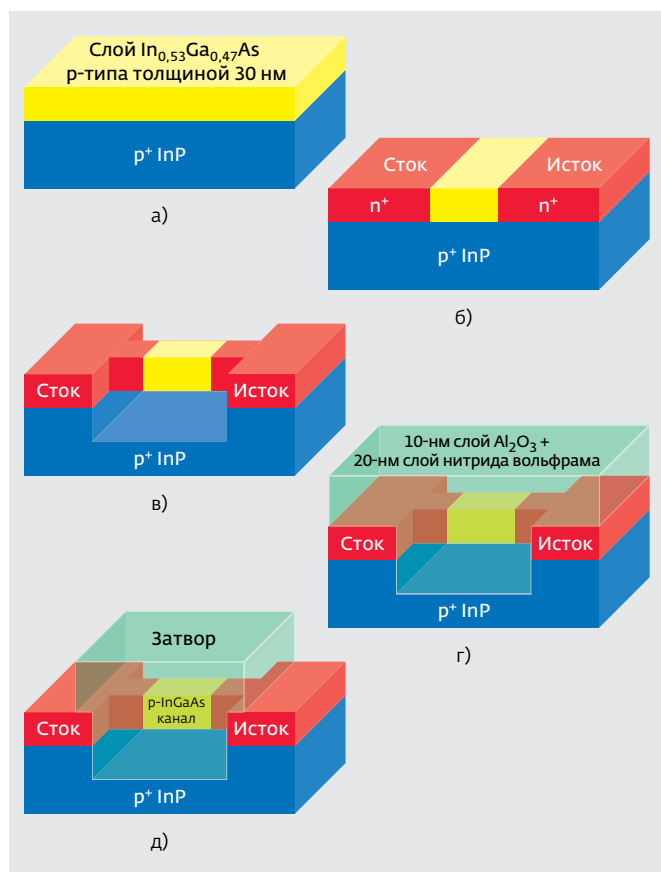 Слой In₀,₅₃Ga₀,₄₇As
р-типа толщиной 30 нм
p⁺ InP
а)
Сток
Исток
n⁺
n⁺
p⁺ InP
б)
Сток
Исток
p⁺ InP
в)
10-нм слой Al₂O₃ +
20-нм слой нитрида вольфрама
Сток
Исток
p⁺ InP
г)
Затвор
p-InGaAs
канал
Сток
Исток
p⁺ InP
д)